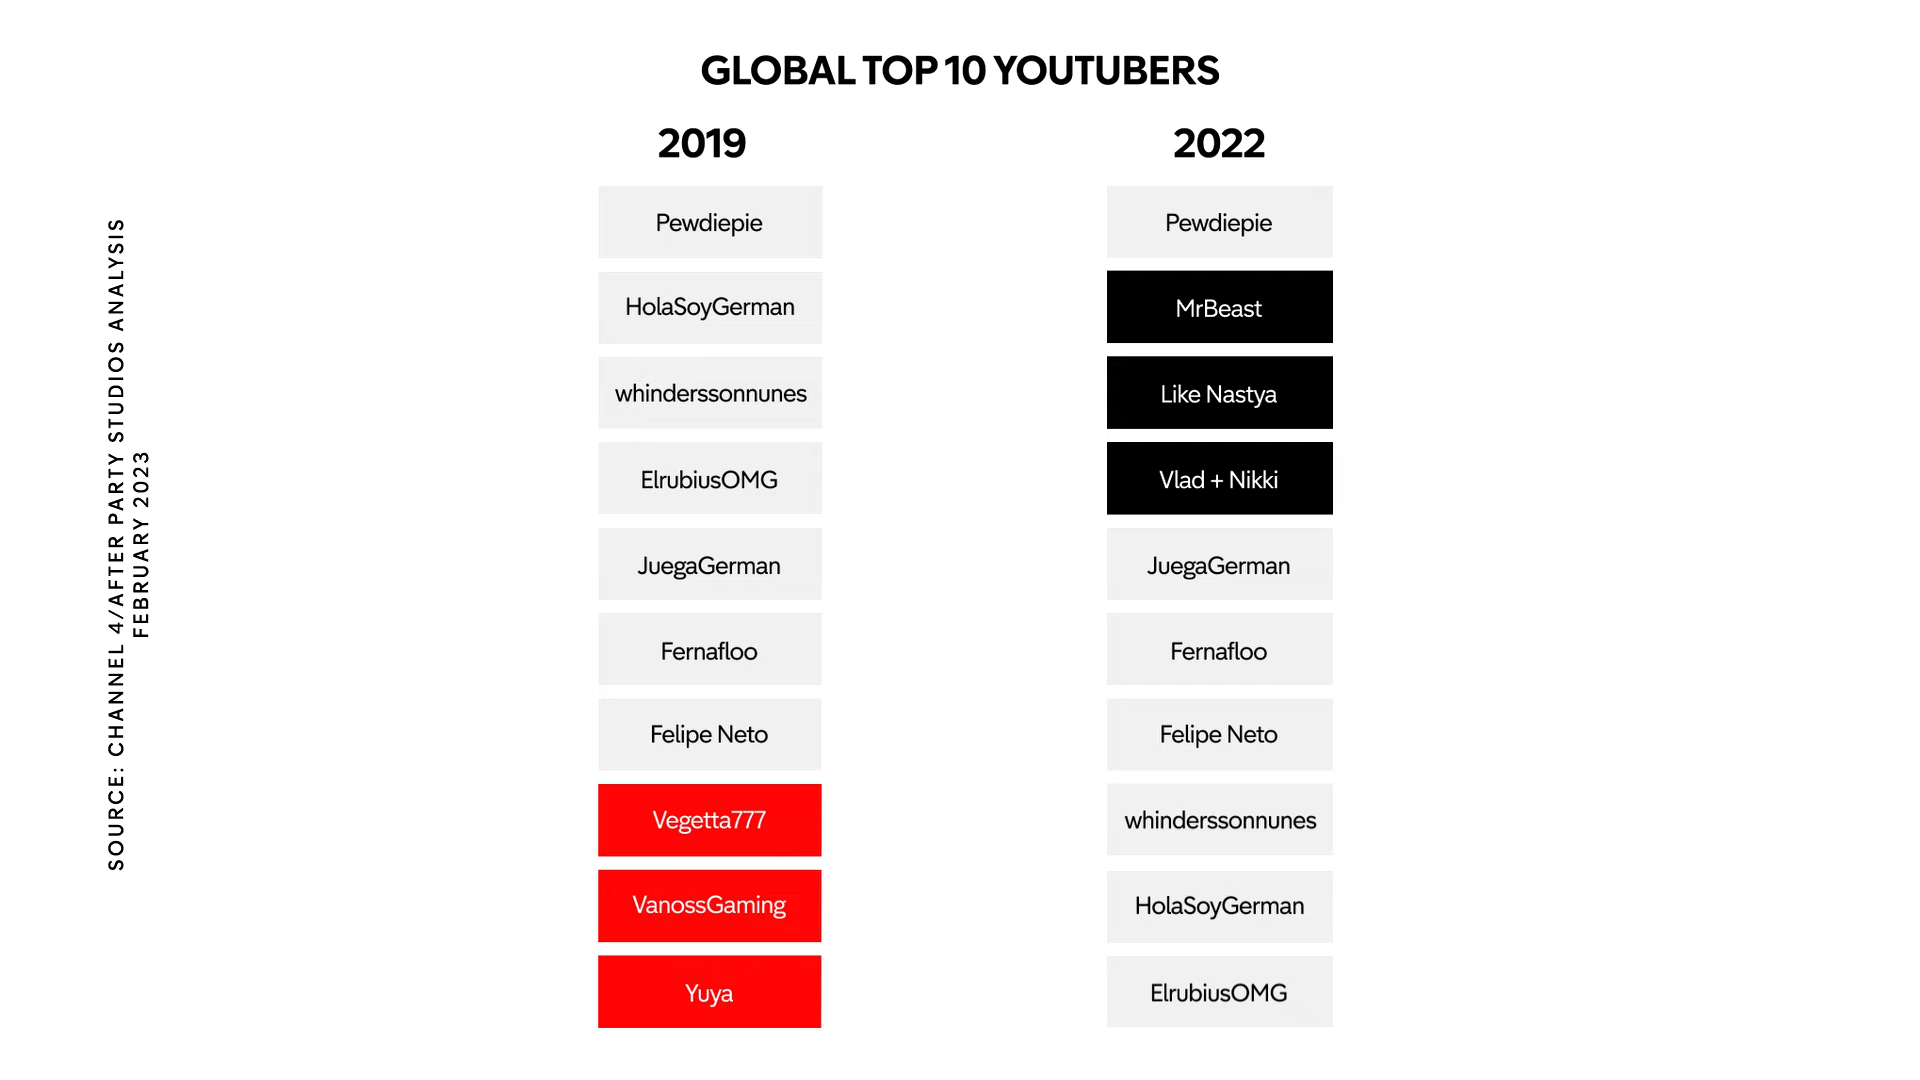 GLOBAL TOP 10 YOUTUBERS
2019
Pewdiepie
HolaSoyGerman
whinderssonnunes
ElrubiusOMG
JuegaGerman
Fernafloo
Felipe Neto
Vegetta777
VanossGaming
Yuya
2022
Pewdiepie
MrBeast
Like Nastya
Vlad + Nikki
JuegaGerman
Fernafloo
Felipe Neto
whinderssonnunes
HolaSoyGerman
ElrubiusOMG
SOURCE: CHANNEL 4/AFTER PARTY STUDIOS ANALYSIS
FEBRUARY 2023